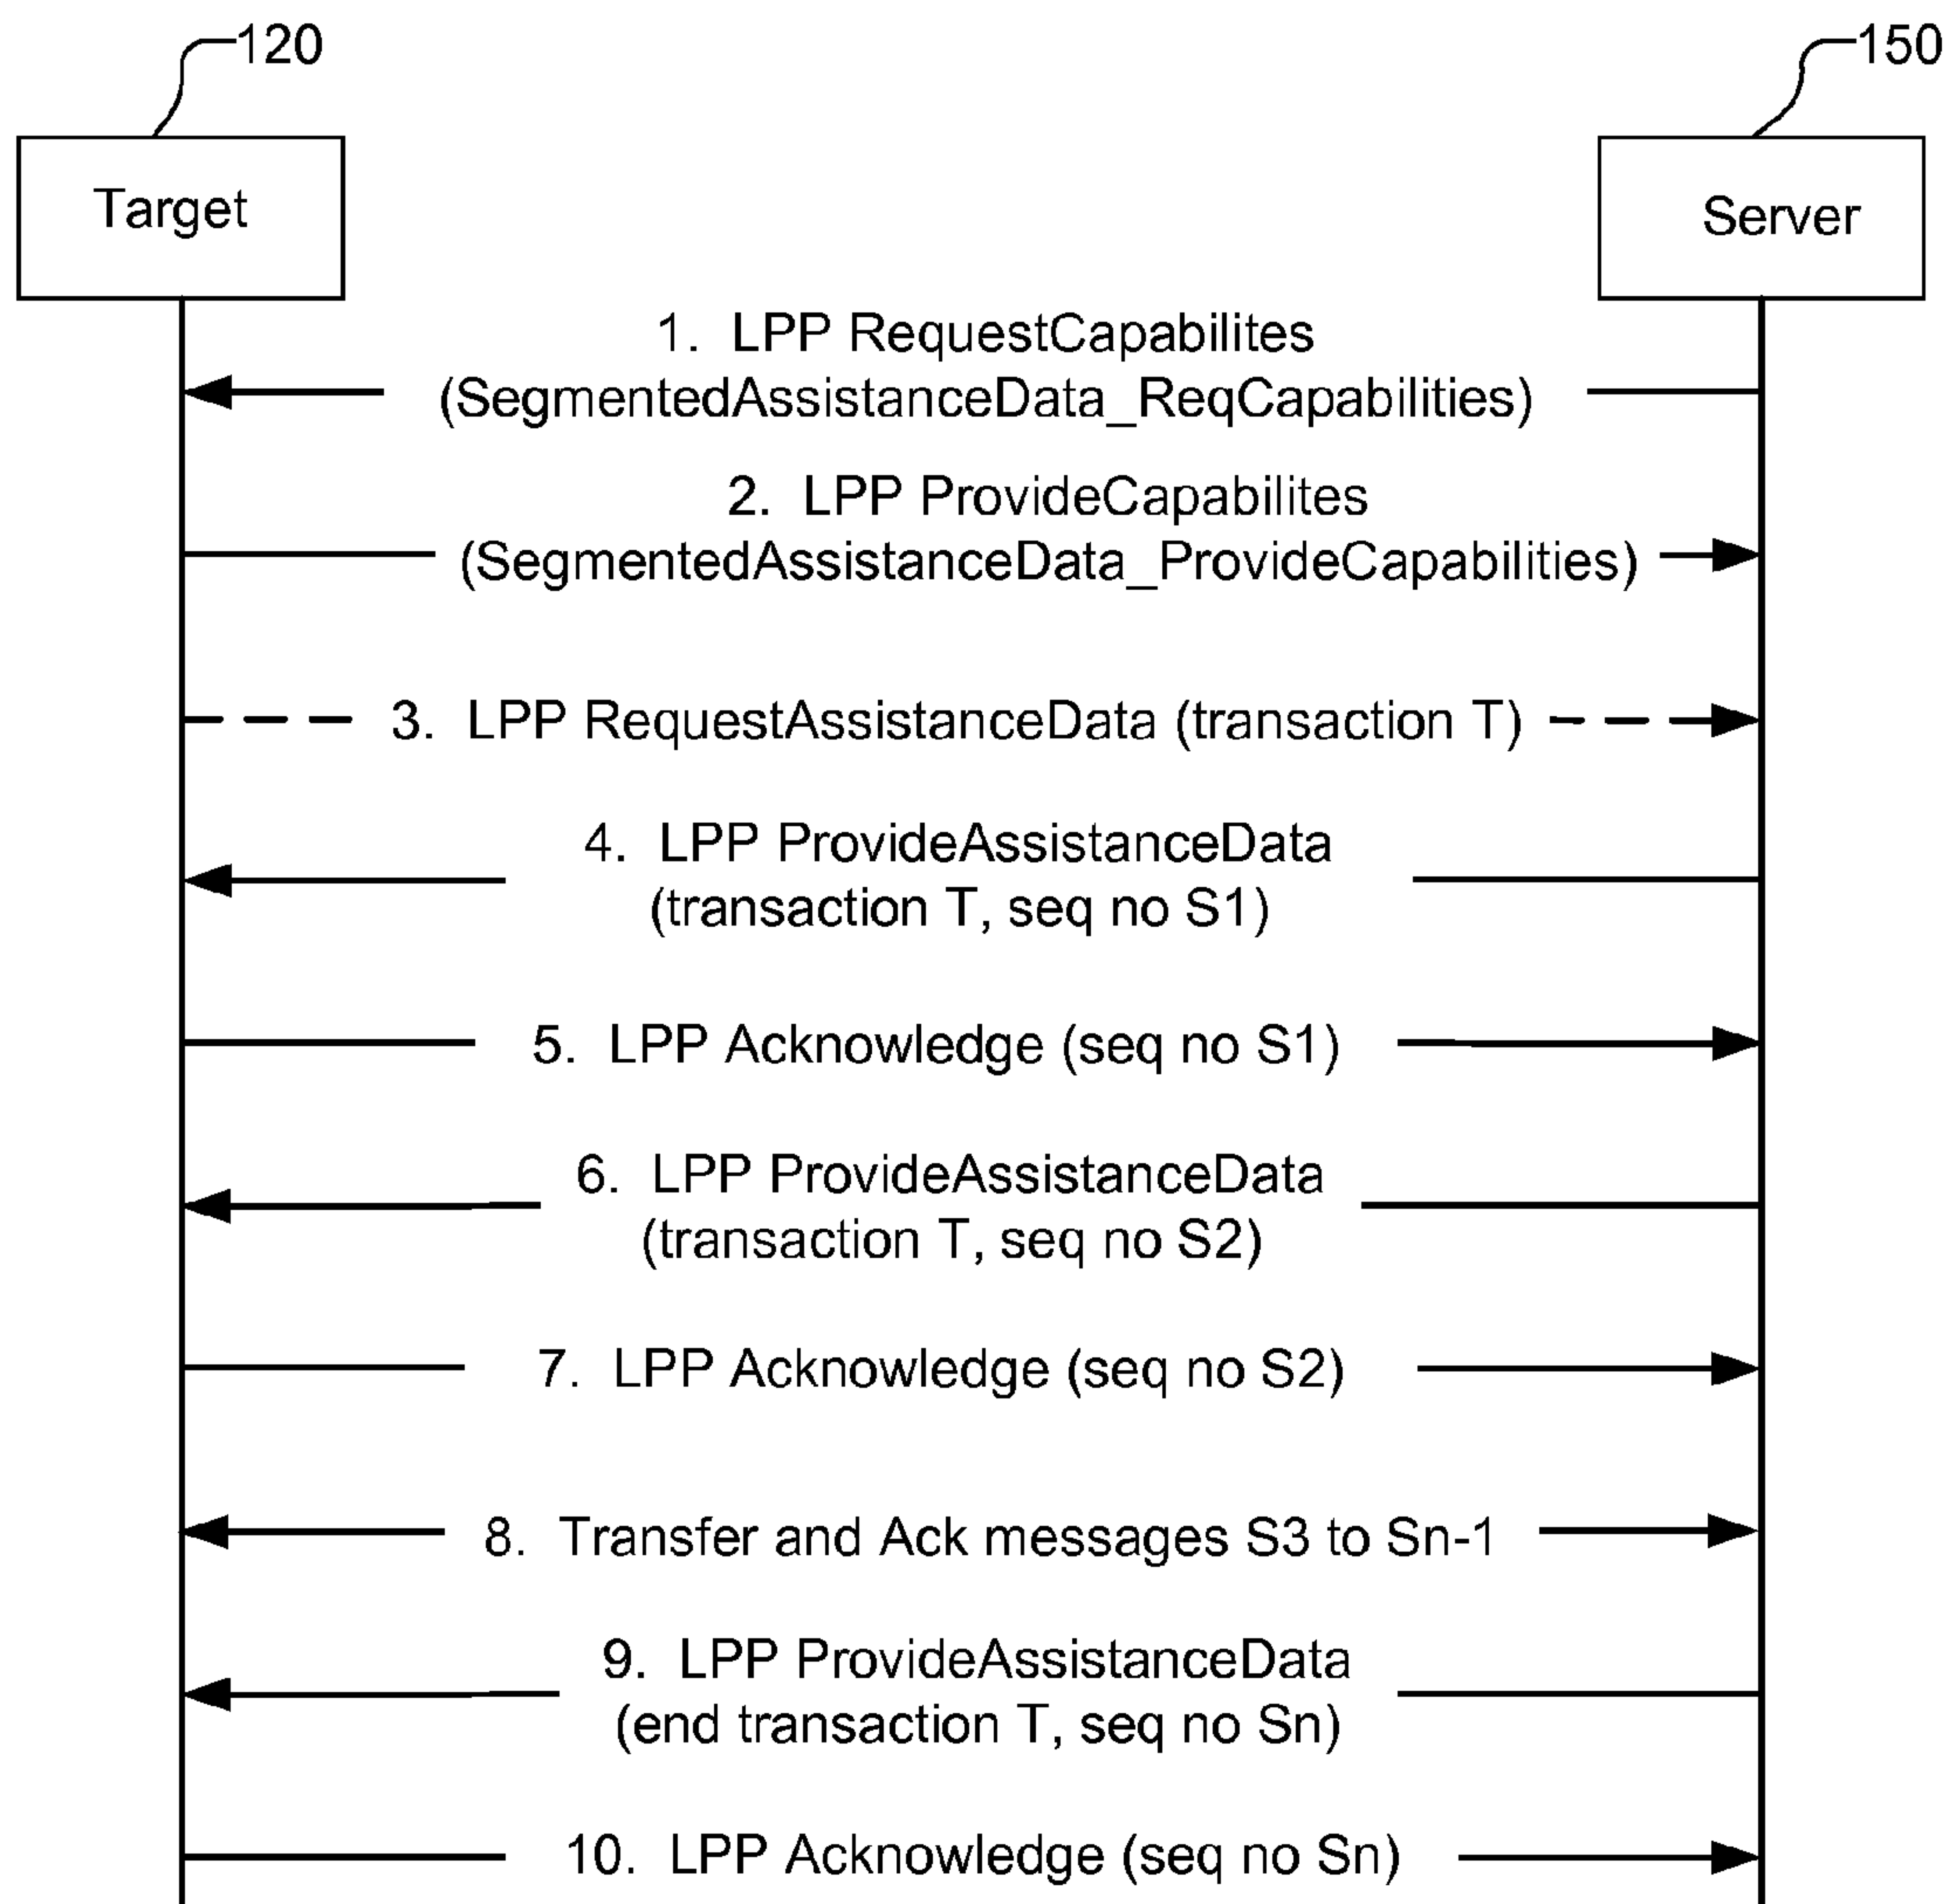 120
150
Target
Server
1. LPP RequestCapabilites
(SegmentedAssistanceData_ReqCapabilities)
2. LPP ProvideCapabilites
(SegmentedAssistanceData_ProvideCapabilities)
3. LPP RequestAssistanceData (transaction T)
4. LPP ProvideAssistanceData
(transaction T, seq no S1)
5. LPP Acknowledge (seq no S1)
6. LPP ProvideAssistanceData
(transaction T, seq no S2)
7. LPP Acknowledge (seq no S2)
8. Transfer and Ack messages S3 to Sn-1
9. LPP ProvideAssistanceData
(end transaction T, seq no Sn)
10. LPP Acknowledge (seq no Sn)